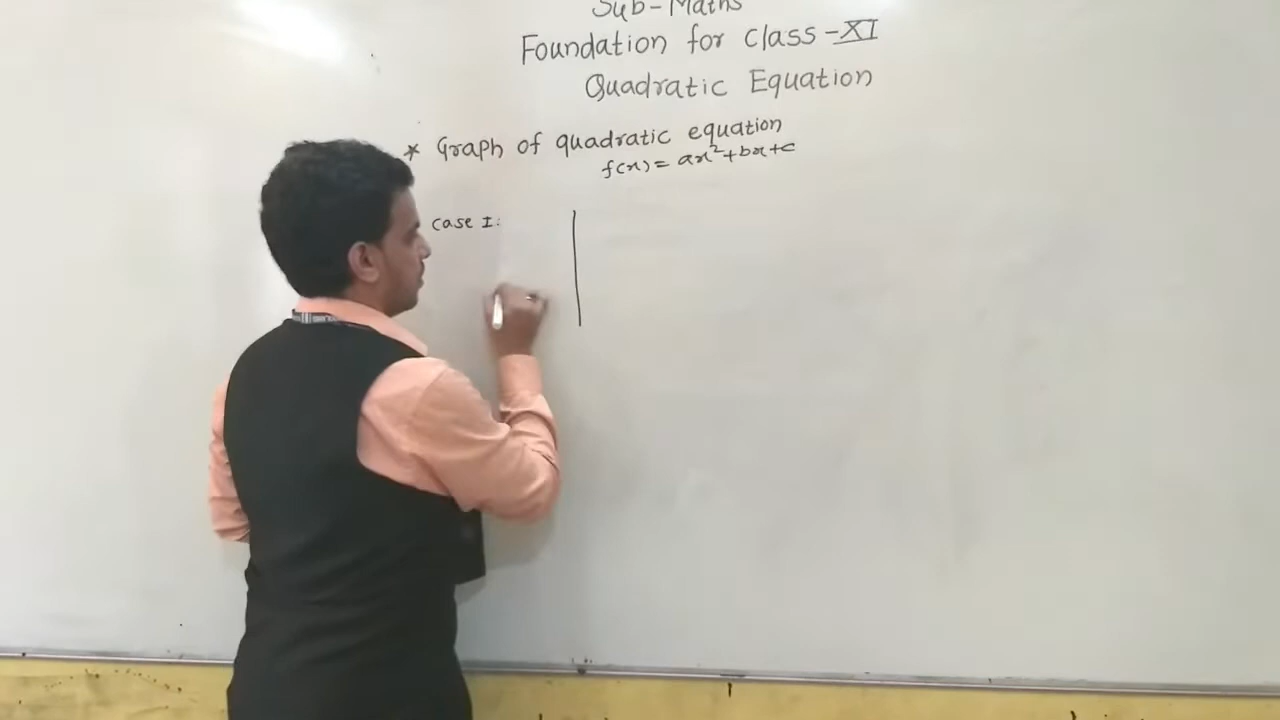 Sub-Maths
Foundation for class-XI
Quadratic Equation
* Graph of quadratic equation
f(x) = ax²+bx+c
case I: